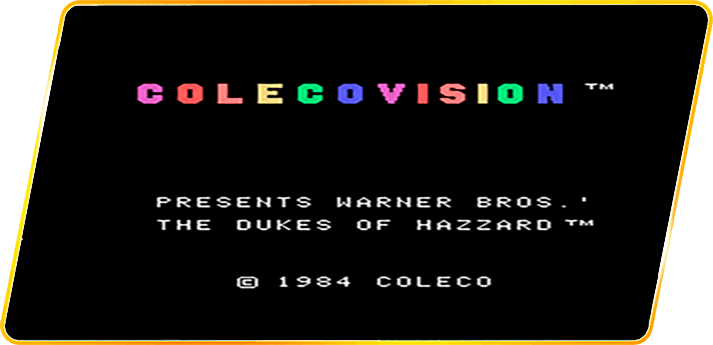 COLECOVISION™
PRESENTS WARNER BROS.'
THE DUKES OF HAZZARD™
© 1984 COLECO